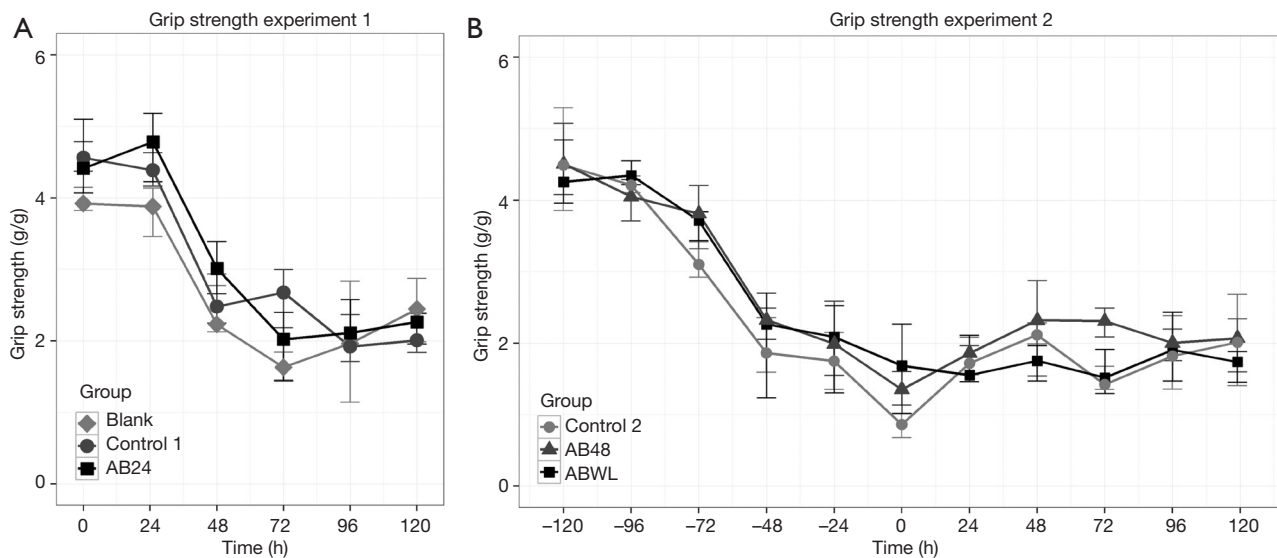 A
Grip strength experiment 1
Grip strength (g/g)
6
4
2
0
Group
Blank
Control 1
AB24
0 24 48 72 96 120
Time (h)
B
Grip strength experiment 2
Grip strength (g/g)
6
4
2
0
Group
Control 2
AB48
ABWL
−120 −96 −72 −48 −24 0 24 48 72 96 120
Time (h)